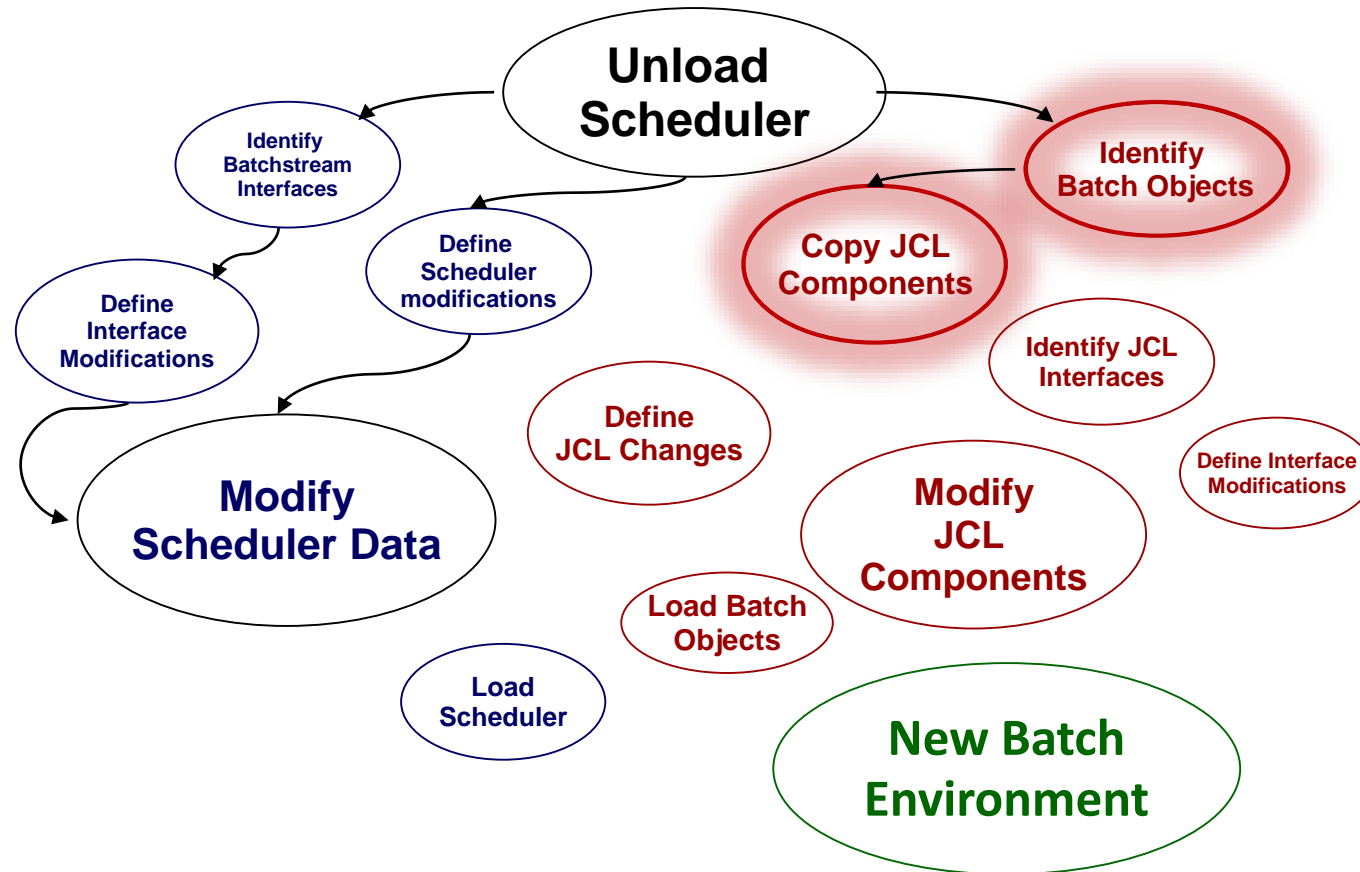 Unload
Scheduler
Identify
Batchstream
Interfaces
Identify
Batch Objects
Define
Scheduler
modifications
Copy JCL
Components
Define
Interface
Modifications
Identify JCL
Interfaces
Define
JCL Changes
Define Interface
Modifications
Modify
Scheduler Data
Modify
JCL
Components
Load Batch
Objects
Load
Scheduler
New Batch
Environment